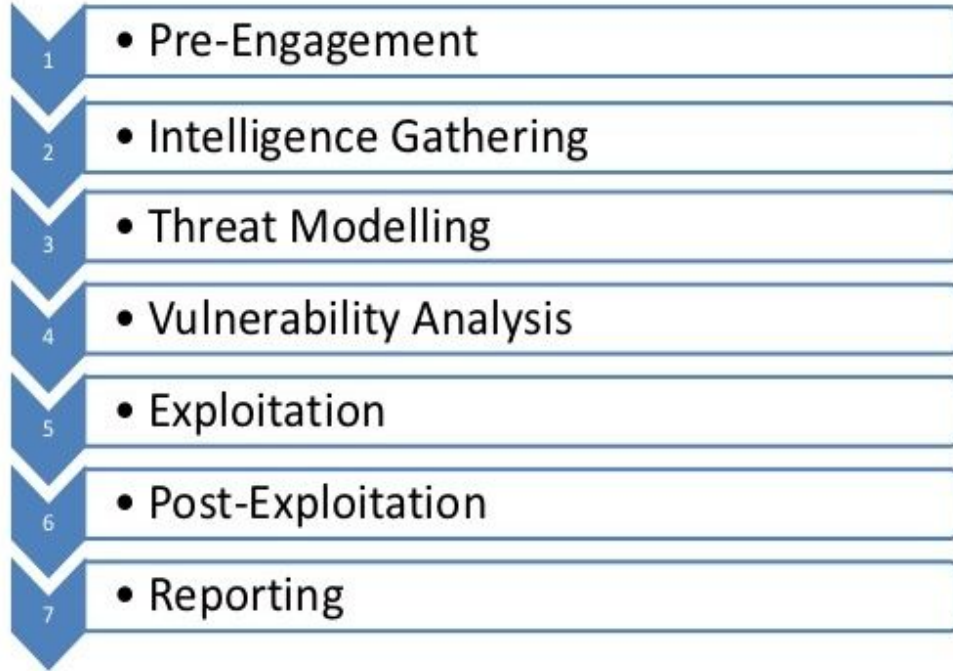 1 • Pre-Engagement
2 • Intelligence Gathering
3 • Threat Modelling
4 • Vulnerability Analysis
5 • Exploitation
6 • Post-Exploitation
7 • Reporting